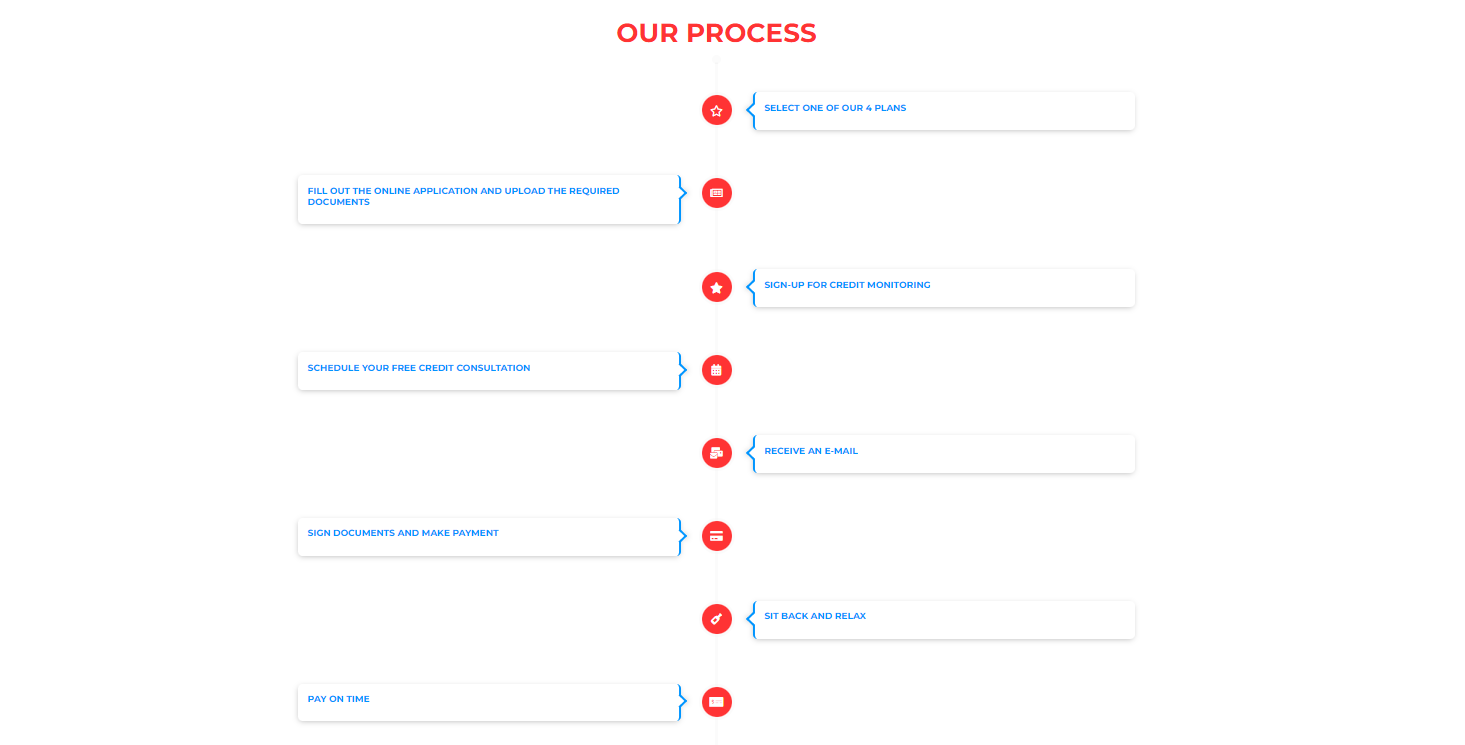 OUR PROCESS
SELECT ONE OF OUR 4 PLANS
FILL OUT THE ONLINE APPLICATION AND UPLOAD THE REQUIRED
DOCUMENTS
SIGN-UP FOR CREDIT MONITORING
SCHEDULE YOUR FREE CREDIT CONSULTATION
RECEIVE AN E-MAIL
SIGN DOCUMENTS AND MAKE PAYMENT
SIT BACK AND RELAX
PAY ON TIME